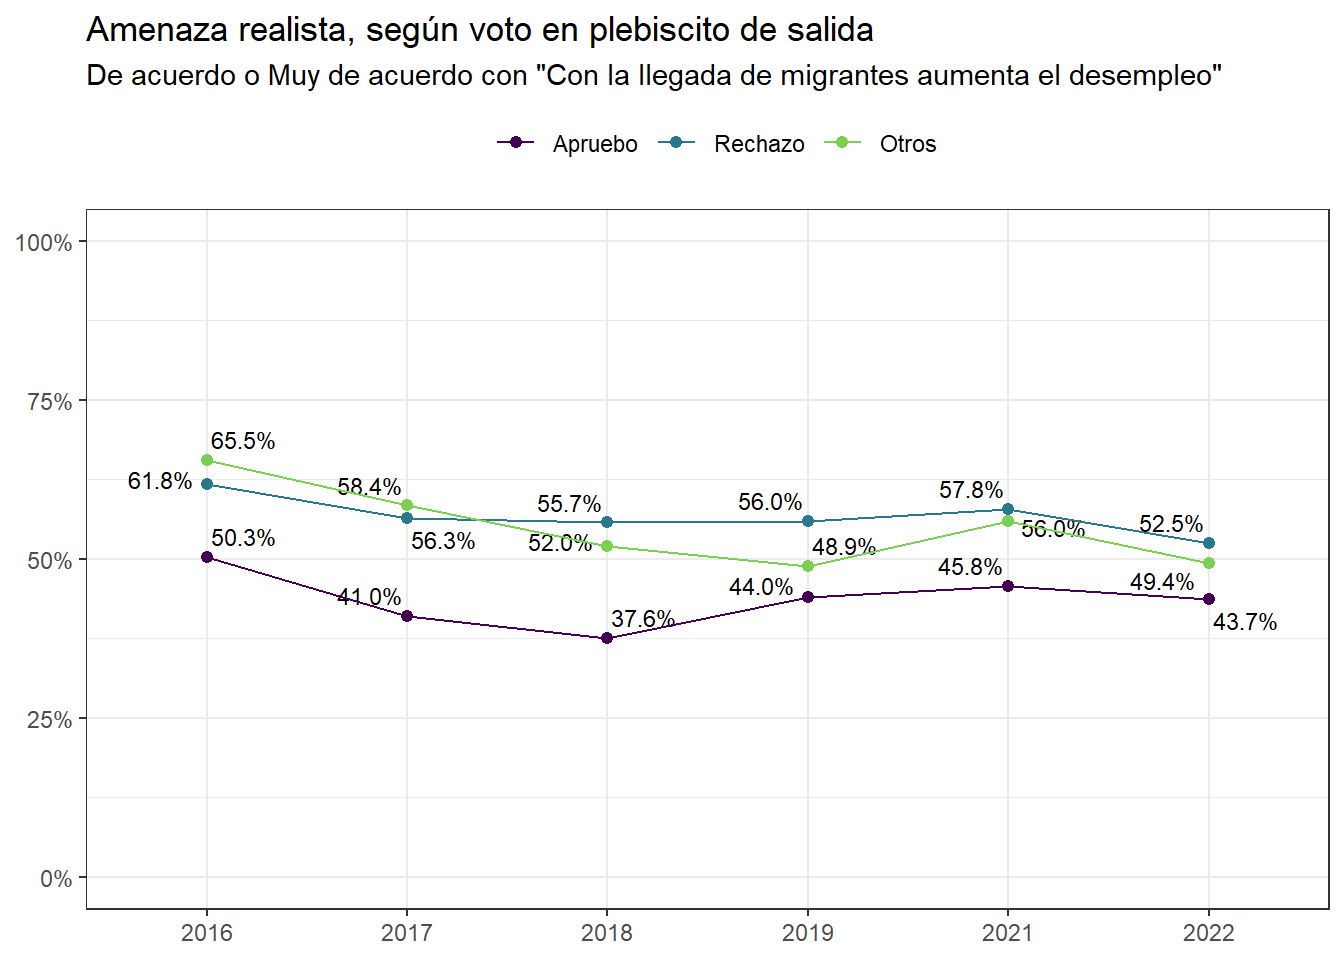 Amenaza realista, según voto en plebiscito de salida
De acuerdo o Muy de acuerdo con "Con la llegada de migrantes aumenta el desempleo"
Apruebo Rechazo Otros
100%
75%
65.5%
61.8% 58.4% 55.7% 56.0% 57.8% 52.5%
50.3% 56.3% 52.0% 48.9% 56.0%
50%
41.0% 37.6% 44.0% 45.8% 49.4% 43.7%
25%
0%
2016 2017 2018 2019 2021 2022